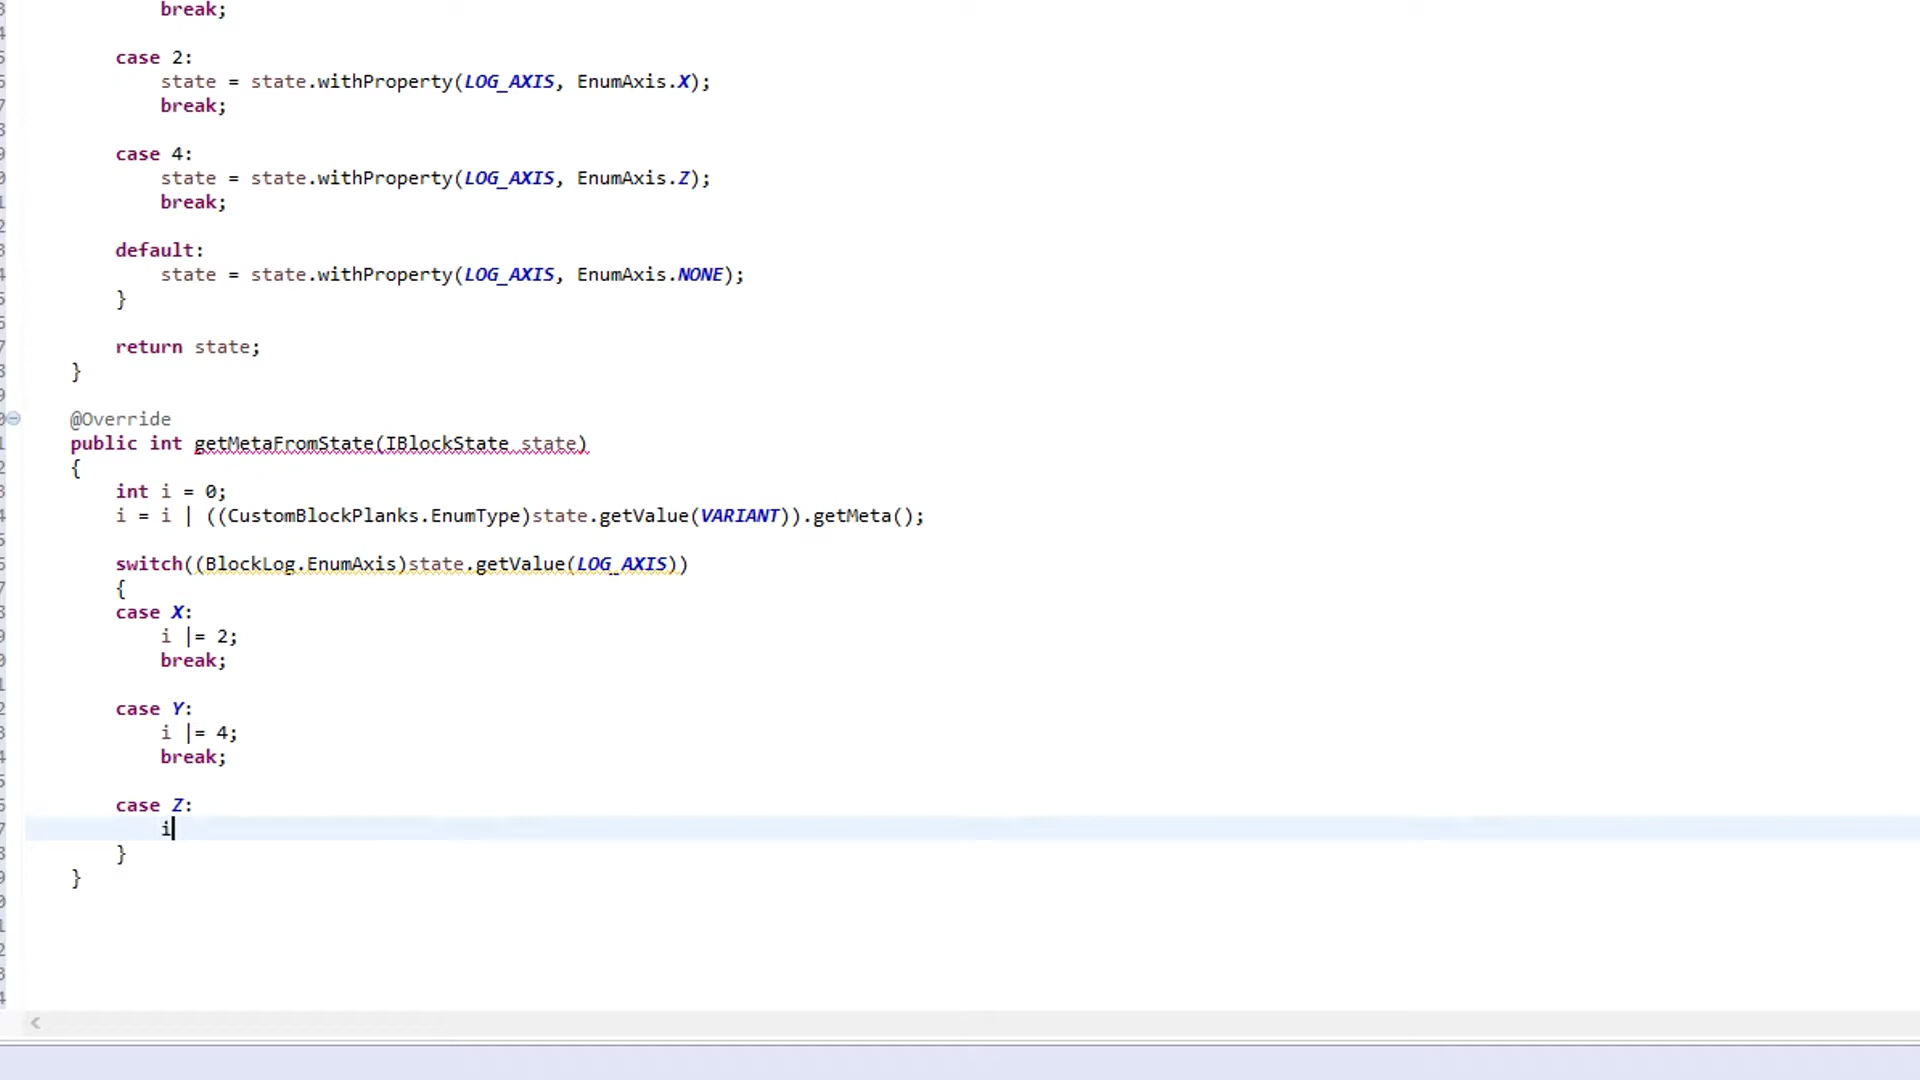 break;
case 2:
state = state.withProperty(LOG_AXIS, EnumAxis.X);
break;
case 4:
state = state.withProperty(LOG_AXIS, EnumAxis.Z);
break;
default:
state = state.withProperty(LOG_AXIS, EnumAxis.NONE);
}
return state;
}
@Override
public int getMetaFromState(IBlockState state)
{
int i = 0;
i = i | ((CustomBlockPlanks.EnumType)state.getValue(VARIANT)).getMeta();
switch((BlockLog.EnumAxis)state.getValue(LOG_AXIS))
{
case X:
i |= 2;
break;
case Y:
i |= 4;
break;
case Z:
i
}
}